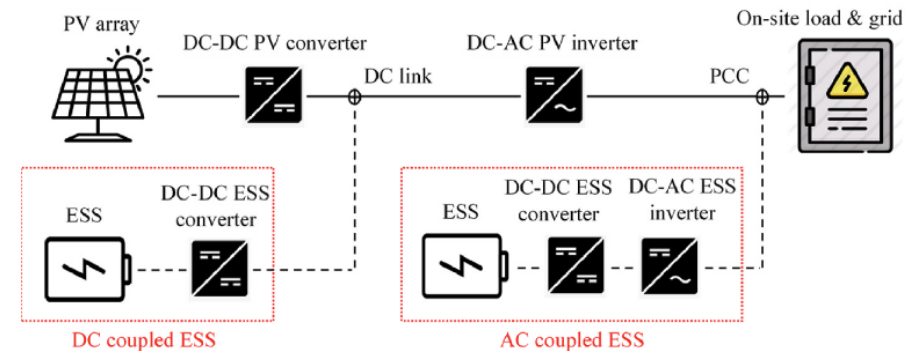 On-site load & grid
PV array
DC-DC PV converter
DC-AC PV inverter
DC link
PCC
ESS
DC-DC ESS
converter
ESS
DC-DC ESS
converter
DC-AC ESS
inverter
DC coupled ESS
AC coupled ESS